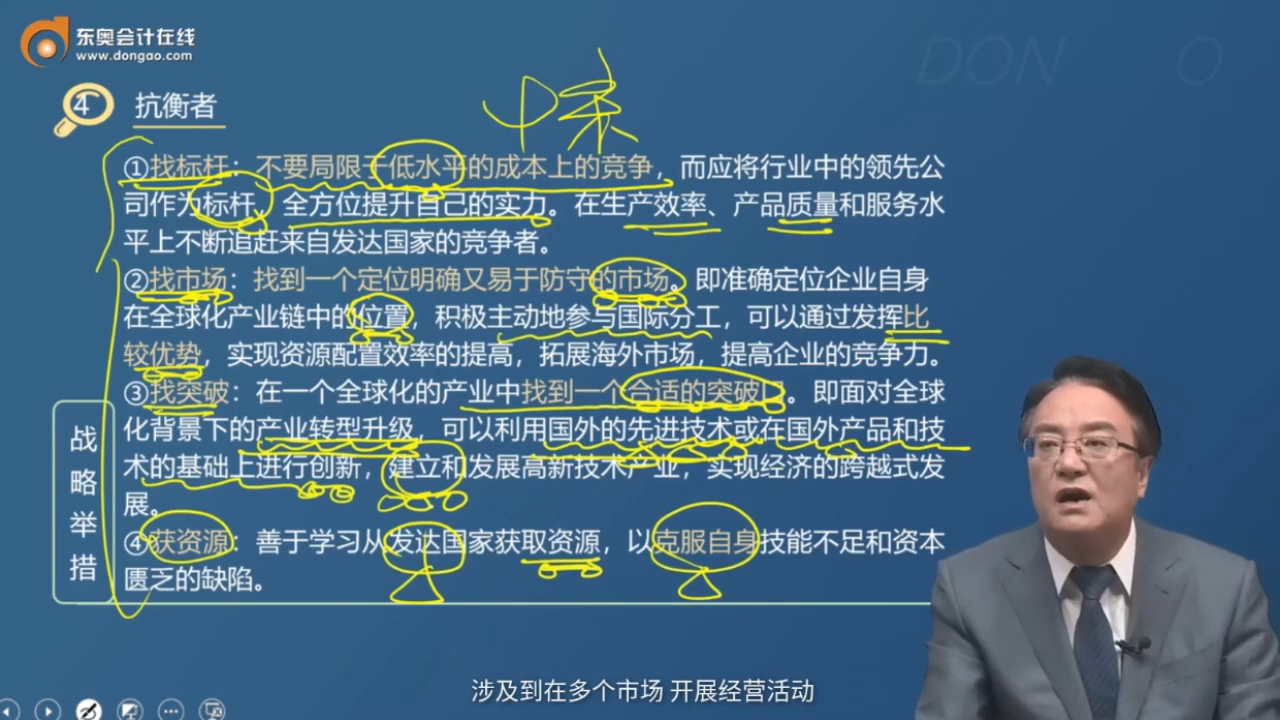 东奥会计在线
www.dongao.com
DON O
4 抗衡者
①找标杆：不要局限于低水平的成本上的竞争，而应将行业中的领先公
司作为标杆，全方位提升自己的实力。在生产效率、产品质量和服务水
平上不断追赶来自发达国家的竞争者。
②找市场：找到一个定位明确又易于防守的市场。即准确定位企业自身
在全球化产业链中的位置，积极主动地参与国际分工，可以通过发挥比
较优势，实现资源配置效率的提高，拓展海外市场，提高企业的竞争力。
③找突破：在一个全球化的产业中找到一个合适的突破口。即面对全球
化背景下的产业转型升级，可以利用国外的先进技术或在国外产品和技
术的基础上进行创新，建立和发展高新技术产业，实现经济的跨越式发
展。
④获资源：善于学习从发达国家获取资源，以克服自身技能不足和资本
匮乏的缺陷。
战略举措
涉及到在多个市场 开展经营活动